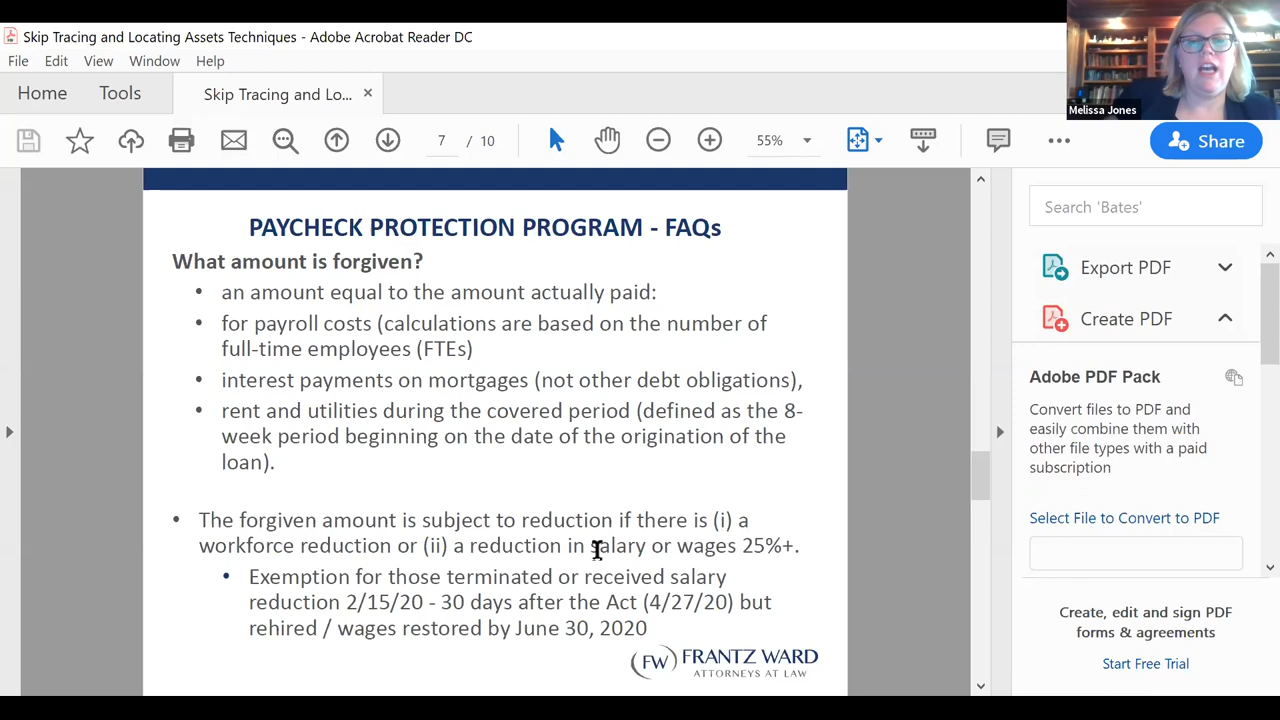 Skip Tracing and Locating Assets Techniques - Adobe Acrobat Reader DC
File Edit View Window Help
Melissa Jones
Home Tools Skip Tracing and Lo... ×
7 / 10 55% Share
PAYCHECK PROTECTION PROGRAM - FAQs
What amount is forgiven?
• an amount equal to the amount actually paid:
• for payroll costs (calculations are based on the number of
full-time employees (FTEs)
• interest payments on mortgages (not other debt obligations),
• rent and utilities during the covered period (defined as the 8-
week period beginning on the date of the origination of the
loan).
• The forgiven amount is subject to reduction if there is (i) a
workforce reduction or (ii) a reduction in salary or wages 25%+.
• Exemption for those terminated or received salary
reduction 2/15/20 - 30 days after the Act (4/27/20) but
rehired / wages restored by June 30, 2020
FW FRANTZ WARD
ATTORNEYS AT LAW
Search 'Bates'
Export PDF
Create PDF
Adobe PDF Pack
Convert files to PDF and
easily combine them with
other file types with a paid
subscription
Select File to Convert to PDF
Create, edit and sign PDF
forms & agreements
Start Free Trial